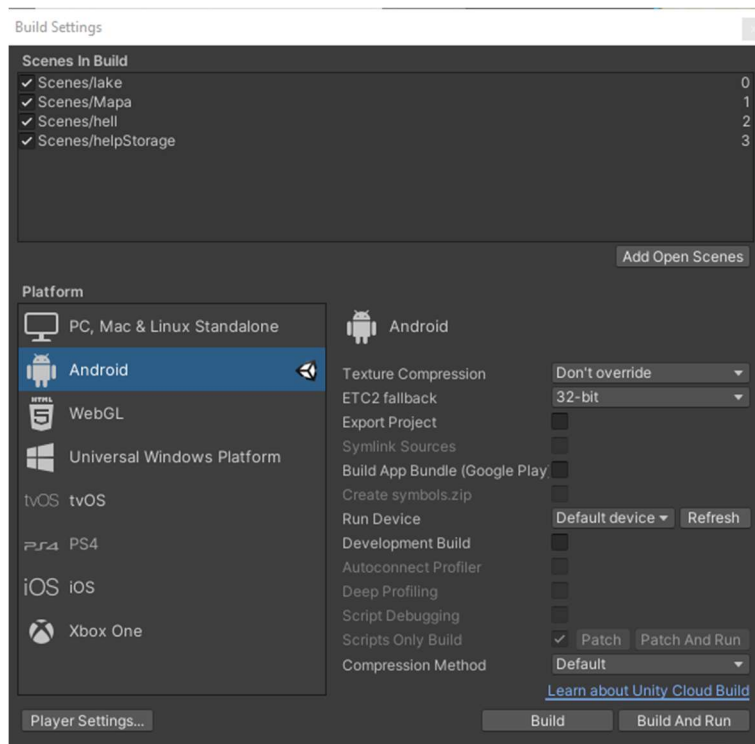 Build Settings
Scenes In Build
Scenes/lake 0
Scenes/Mapa 1
Scenes/hell 2
Scenes/helpStorage 3
Add Open Scenes
Platform
PC, Mac & Linux Standalone
Android
HTML 5 WebGL
Universal Windows Platform
tvOS tvOS
PS4 PS4
iOS iOS
Xbox One
Android
Texture Compression Don't override
ETC2 fallback 32-bit
Export Project
Symlink Sources
Build App Bundle (Google Play
Create symbols.zip
Run Device Default device Refresh
Development Build
Autoconnect Profiler
Deep Profiling
Script Debugging
Scripts Only Build Patch Patch And Run
Compression Method Default
Learn about Unity Cloud Build
Player Settings... Build Build And Run